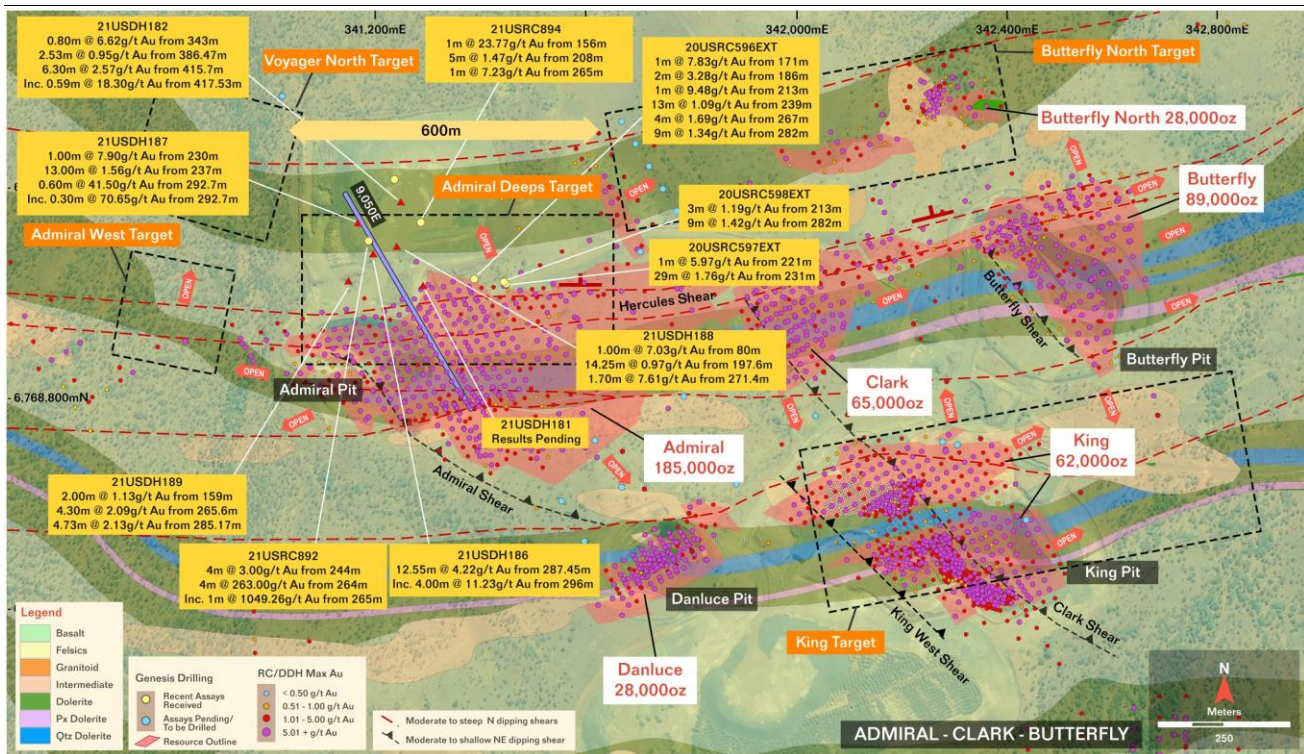 341,200mE
342,000mE
342,400mE
342,800mE
21USDH182
0.80m @ 6.62g/t Au from 343m
2.53m @ 0.95g/t Au from 386.47m
6.30m @ 2.57g/t Au from 415.7m
Inc. 0.59m @ 18.30g/t Au from 417.53m
Voyager North Target
21USRC894
1m @ 23.77g/t Au from 156m
5m @ 1.47g/t Au from 208m
1m @ 7.23g/t Au from 265m
20USRC596EXT
1m @ 7.83g/t Au from 171m
2m @ 3.28g/t Au from 186m
1m @ 9.48g/t Au from 213m
13m @ 1.09g/t Au from 239m
4m @ 1.69g/t Au from 267m
9m @ 1.34g/t Au from 282m
Butterfly North Target
Butterfly North 28,000oz
600m
21USDH187
1.00m @ 7.90g/t Au from 230m
13.00m @ 1.56g/t Au from 237m
0.60m @ 41.50g/t Au from 292.7m
Inc. 0.30m @ 70.65g/t Au from 292.7m
9,050E
Admiral Deeps Target
20USRC598EXT
3m @ 1.19g/t Au from 213m
9m @ 1.42g/t Au from 282m
OPEN
OPEN
Butterfly
89,000oz
Admiral West Target
OPEN
OPEN
20USRC597EXT
1m @ 5.97g/t Au from 221m
29m @ 1.76g/t Au from 231m
OPEN
OPEN
Hercules Shear
Butterfly Shear
21USDH188
1.00m @ 7.03g/t Au from 80m
14.25m @ 0.97g/t Au from 197.6m
1.70m @ 7.61g/t Au from 271.4m
Butterfly Pit
OPEN
Admiral Pit
Clark
65,000oz
6,768,800mN
OPEN
OPEN
OPEN
OPEN
21USDH181
Results Pending
Admiral
185,000oz
OPEN
OPEN
King
62,000oz
Admiral Shear
21USDH189
2.00m @ 1.13g/t Au from 159m
4.30m @ 2.09g/t Au from 265.6m
4.73m @ 2.13g/t Au from 285.17m
OPEN
21USRC892
4m @ 3.00g/t Au from 244m
4m @ 263.00g/t Au from 264m
Inc. 1m @ 1049.26g/t Au from 265m
21USDH186
12.55m @ 4.22g/t Au from 287.45m
Inc. 4.00m @ 11.23g/t Au from 296m
King Pit
Danluce Pit
King West Shear
Clark Shear
King Target
Danluce
28,000oz
Legend
Basalt
Felsics
Granitoid
Intermediate
Dolerite
Px Dolerite
Qtz Dolerite
Genesis Drilling
Recent Assays
Received
Assays Pending/
To be Drilled
Resource Outline
RC/DDH Max Au
< 0.50 g/t Au
0.51 - 1.00 g/t Au
1.01 - 5.00 g/t Au
5.01 + g/t Au
Moderate to steep N dipping shears
Moderate to shallow NE dipping shear
ADMIRAL - CLARK - BUTTERFLY
N
Meters
250